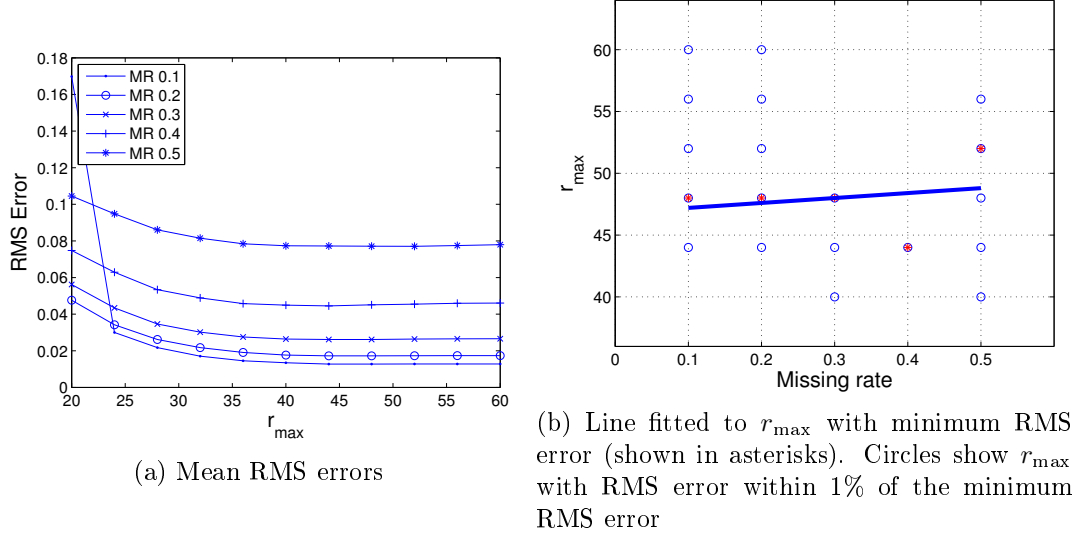 0.18
0.16
0.14
0.12
0.1
0.08
0.06
0.04
0.02
0
RMS Error
MR 0.1
MR 0.2
MR 0.3
MR 0.4
MR 0.5
20 25 30 35 40 45 50 55 60
r_max
(a) Mean RMS errors
60
55
50
45
40
r_max
0 0.1 0.2 0.3 0.4 0.5
Missing rate
(b) Line fitted to r_max with minimum RMS
error (shown in asterisks). Circles show r_max
with RMS error within 1% of the minimum
RMS error